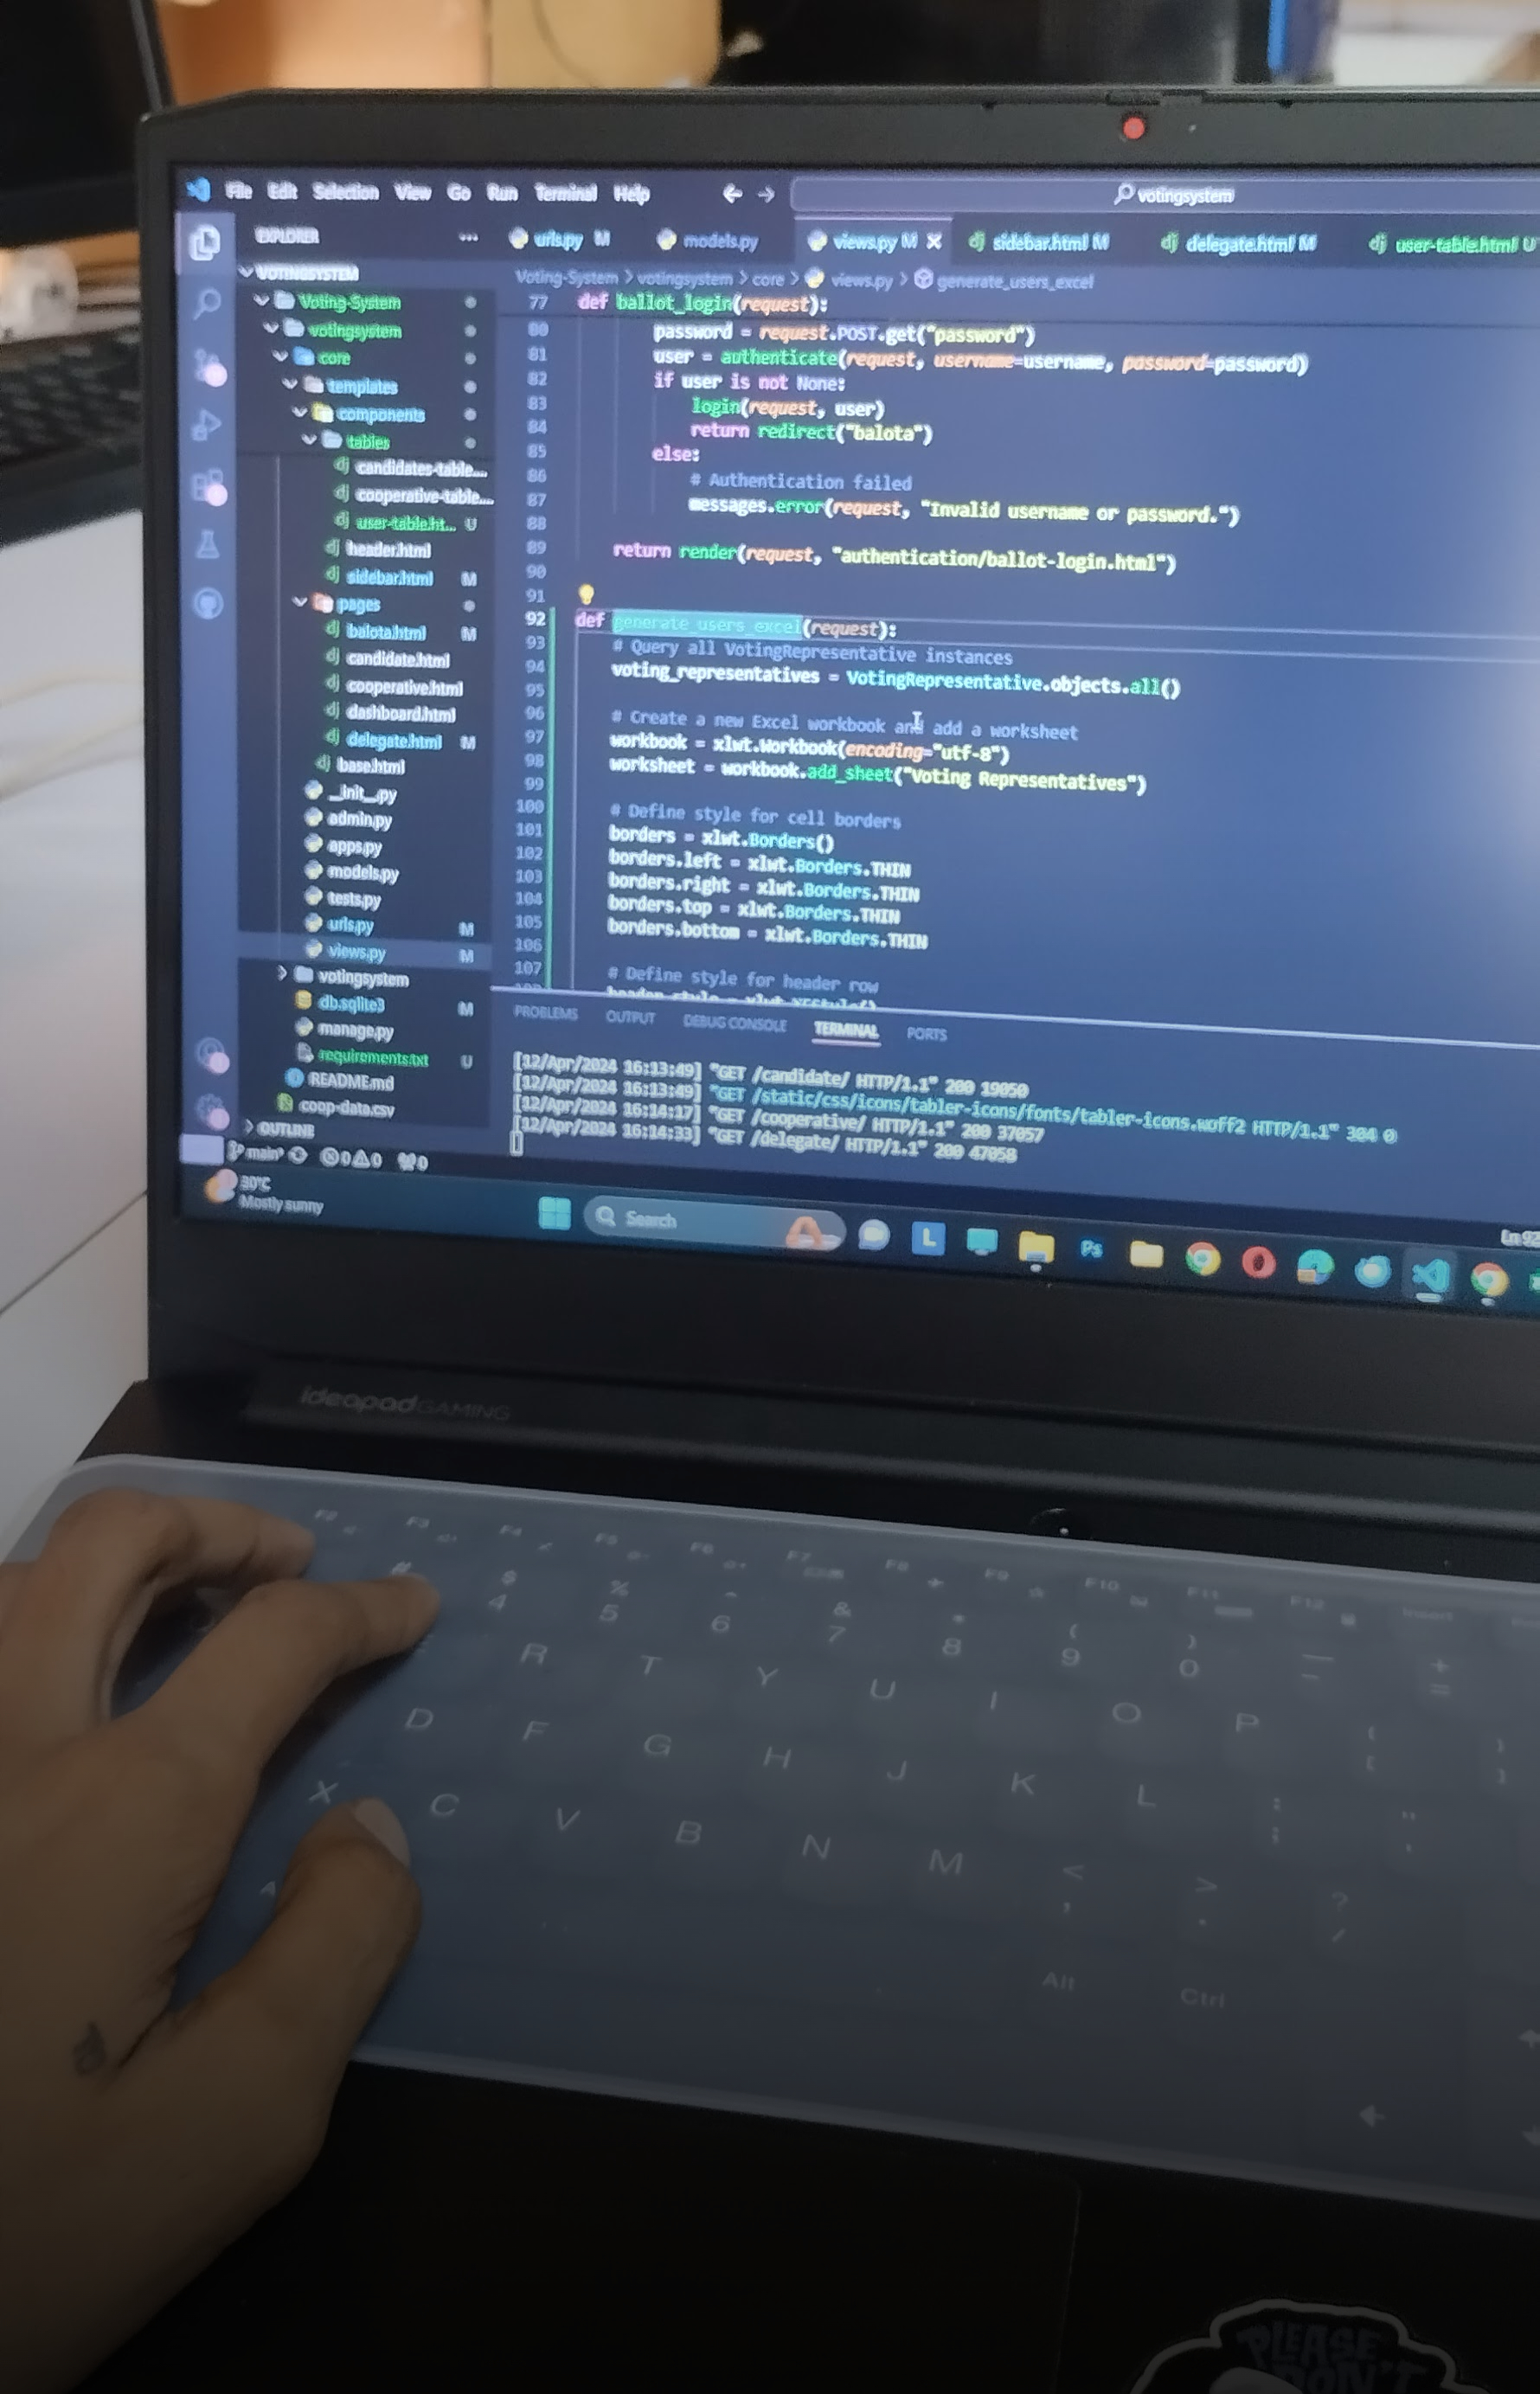 File Edit Selection View Go Run Terminal Help
votingsystem
EXPLORER
urls.py M
models.py
views.py M
sidebar.html M
delegate.html M
user-table.html U
VOTINGSYSTEM
Voting-System
votingsystem
core
templates
components
tables
candidates-table....
cooperative-table....
user-table.ht... U
header.html
sidebar.html M
pages
balota.html M
candidate.html
cooperative.html
dashboard.html
delegate.html M
base.html
__init__.py
admin.py
apps.py
models.py
tests.py
urls.py M
views.py M
votingsystem
db.sqlite3 M
manage.py
requirements.txt U
README.md
coop-data.csv
OUTLINE
Voting-System > votingsystem > core > views.py > generate_users_excel
77 def ballot_login(request):
80 password = request.POST.get("password")
81 user = authenticate(request, username=username, password=password)
82 if user is not None:
83 login(request, user)
84 return redirect("balota")
85 else:
86 # Authentication failed
87 messages.error(request, "Invalid username or password.")
88
89 return render(request, "authentication/ballot-login.html")
90
91
92 def generate_users_excel(request):
93 # Query all VotingRepresentative instances
94 voting_representatives = VotingRepresentative.objects.all()
95
96 # Create a new Excel workbook and add a worksheet
97 workbook = xlwt.Workbook(encoding="utf-8")
98 worksheet = workbook.add_sheet("Voting Representatives")
99
100 # Define style for cell borders
101 borders = xlwt.Borders()
102 borders.left = xlwt.Borders.THIN
103 borders.right = xlwt.Borders.THIN
104 borders.top = xlwt.Borders.THIN
105 borders.bottom = xlwt.Borders.THIN
106
107 # Define style for header row
header_style = xlwt.XFStyle()
PROBLEMS OUTPUT DEBUG CONSOLE TERMINAL PORTS
[12/Apr/2024 16:13:49] "GET /candidate/ HTTP/1.1" 200 19050
[12/Apr/2024 16:13:49] "GET /static/css/icons/tabler-icons/fonts/tabler-icons.woff2 HTTP/1.1" 304 0
[12/Apr/2024 16:14:17] "GET /cooperative/ HTTP/1.1" 200 37057
[12/Apr/2024 16:14:33] "GET /delegate/ HTTP/1.1" 200 47058
main* 0 0 0
Ln 92
30°C
Mostly sunny
Search
L
Ps
ideapad GAMING
F2 F3 F4 F5 F6 F7 F8 F9 F10 F11 F12 Insert
# $ % ^ & * ( ) _ +
4 5 6 7 8 9 0 - =
R T Y U I O P { }
[ ]
D F G H J K L : "
; '
X C V B N M < > ?
, . /
A
Alt Ctrl
PLEASE
DON'T